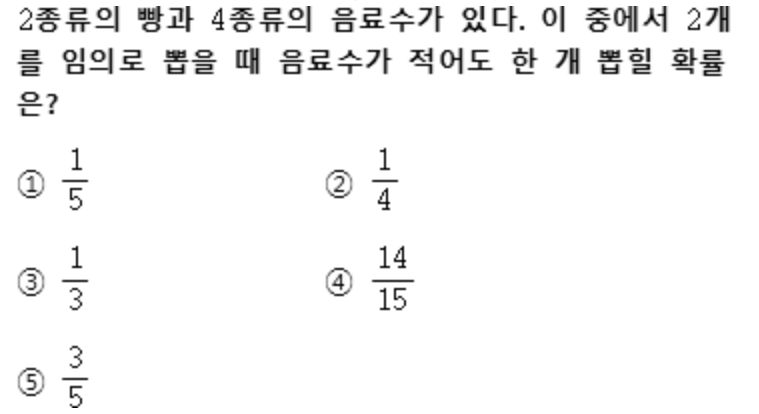 2종류의 빵과 4종류의 음료수가 있다. 이 중에서 2개
를 임의로 뽑을 때 음료수가 적어도 한 개 뽑힐 확률
은?
① 1/5 ② 1/4
③ 1/3 ④ 14/15
⑤ 3/5